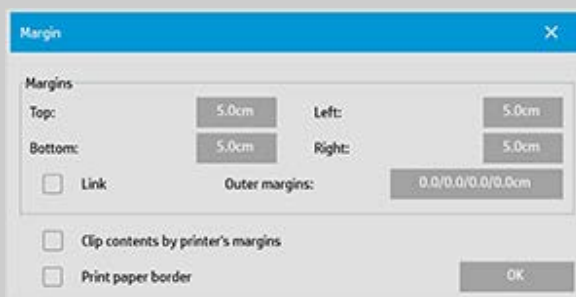 Margin
Margins
Top: 5.0cm Left: 5.0cm
Bottom: 5.0cm Right: 5.0cm
Link Outer margins: 0.0/0.0/0.0/0.0cm
Clip contents by printer's margins
Print paper border OK